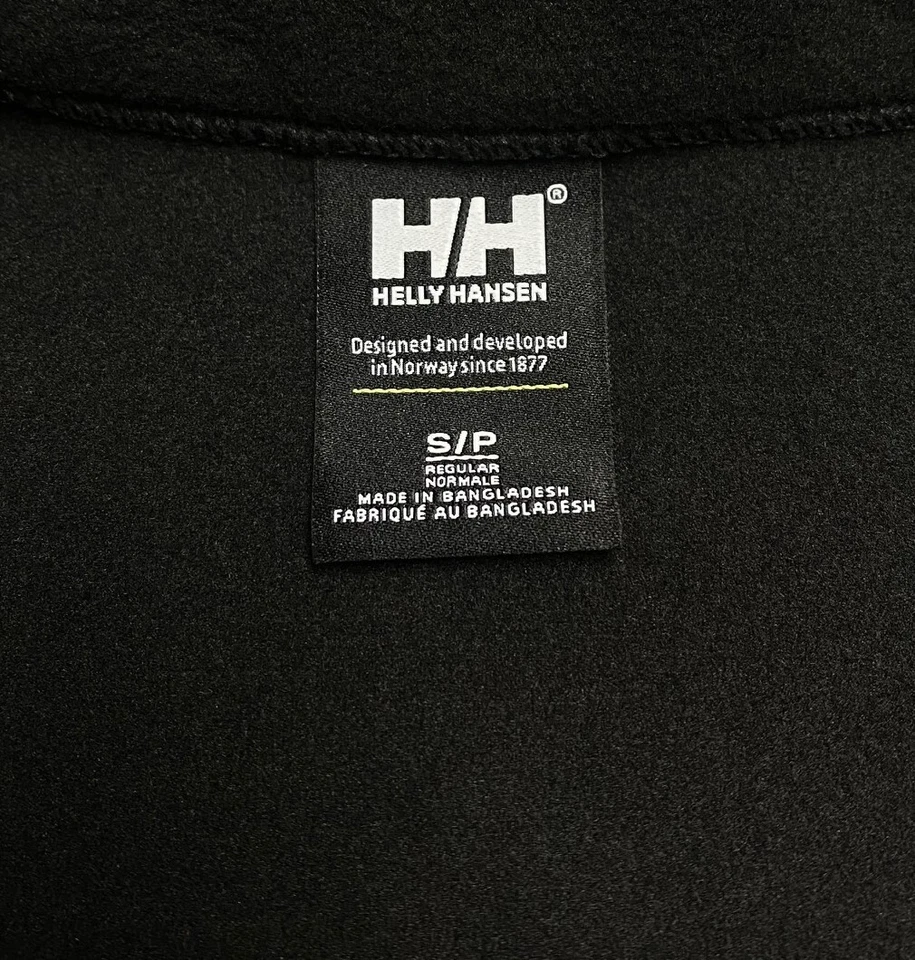 HH®
HELLY HANSEN
Designed and developed
in Norway since 1877
S/P
REGULAR
NORMALE
MADE IN BANGLADESH
FABRIQUÉ AU BANGLADESH